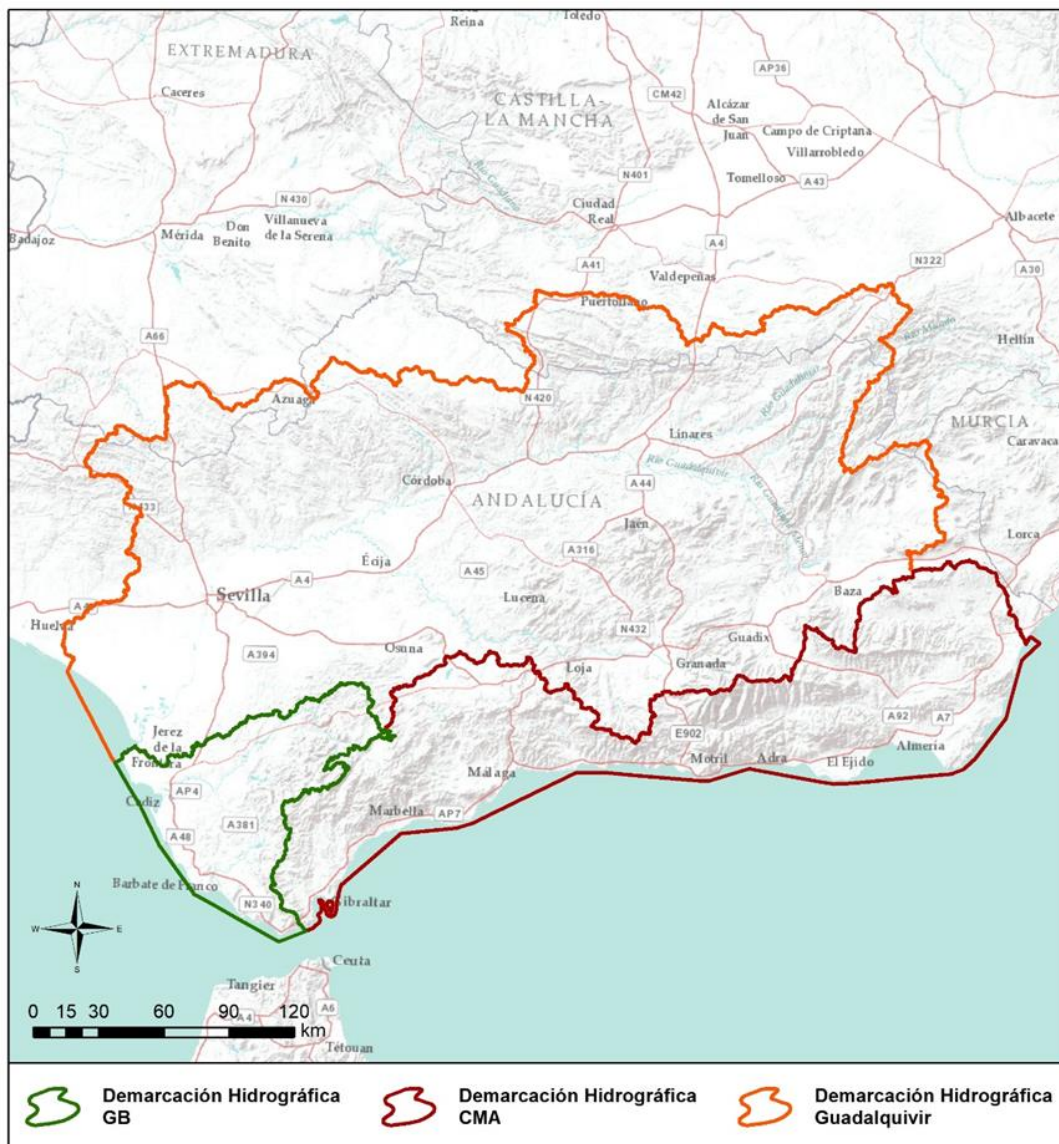 Reina
Toledo
EXTREMADURA
AP36
Caceres
CM42
CASTILLA-
LA MANCHA
Alcázar
de San
Juan
Campo de Criptana
Villarrobledo
N401
Tomelloso
A43
N430
Ciudad
Real
Albacete
Badajoz
Mérida
Don
Benito
Villanueva
de la Serena
A4
N322
A41
Valdepeñas
A30
Puertollano
A66
Hellín
Azuaga
N420
MURCIA
Linares
Caravaca
Río Guadalquivir
Córdoba
ANDALUCÍA
A44
Jaén
A316
Lorca
Écija
A4
A45
Sevilla
Lucena
Baza
Huelva
N432
Osuna
Guadix
A394
Loja
Granada
Jerez
de la
Frontera
E902
A92
A7
Motril
Adra
El Ejido
Almería
Málaga
AP4
Cádiz
Marbella
AP7
A381
A48
Barbate de Franco
N340
Gibraltar
N
W
E
S
Ceuta
Tangier
0 15 30 60 90 120
km
A4
A6
Tétouan
Demarcación Hidrográfica
GB
Demarcación Hidrográfica
CMA
Demarcación Hidrográfica
Guadalquivir